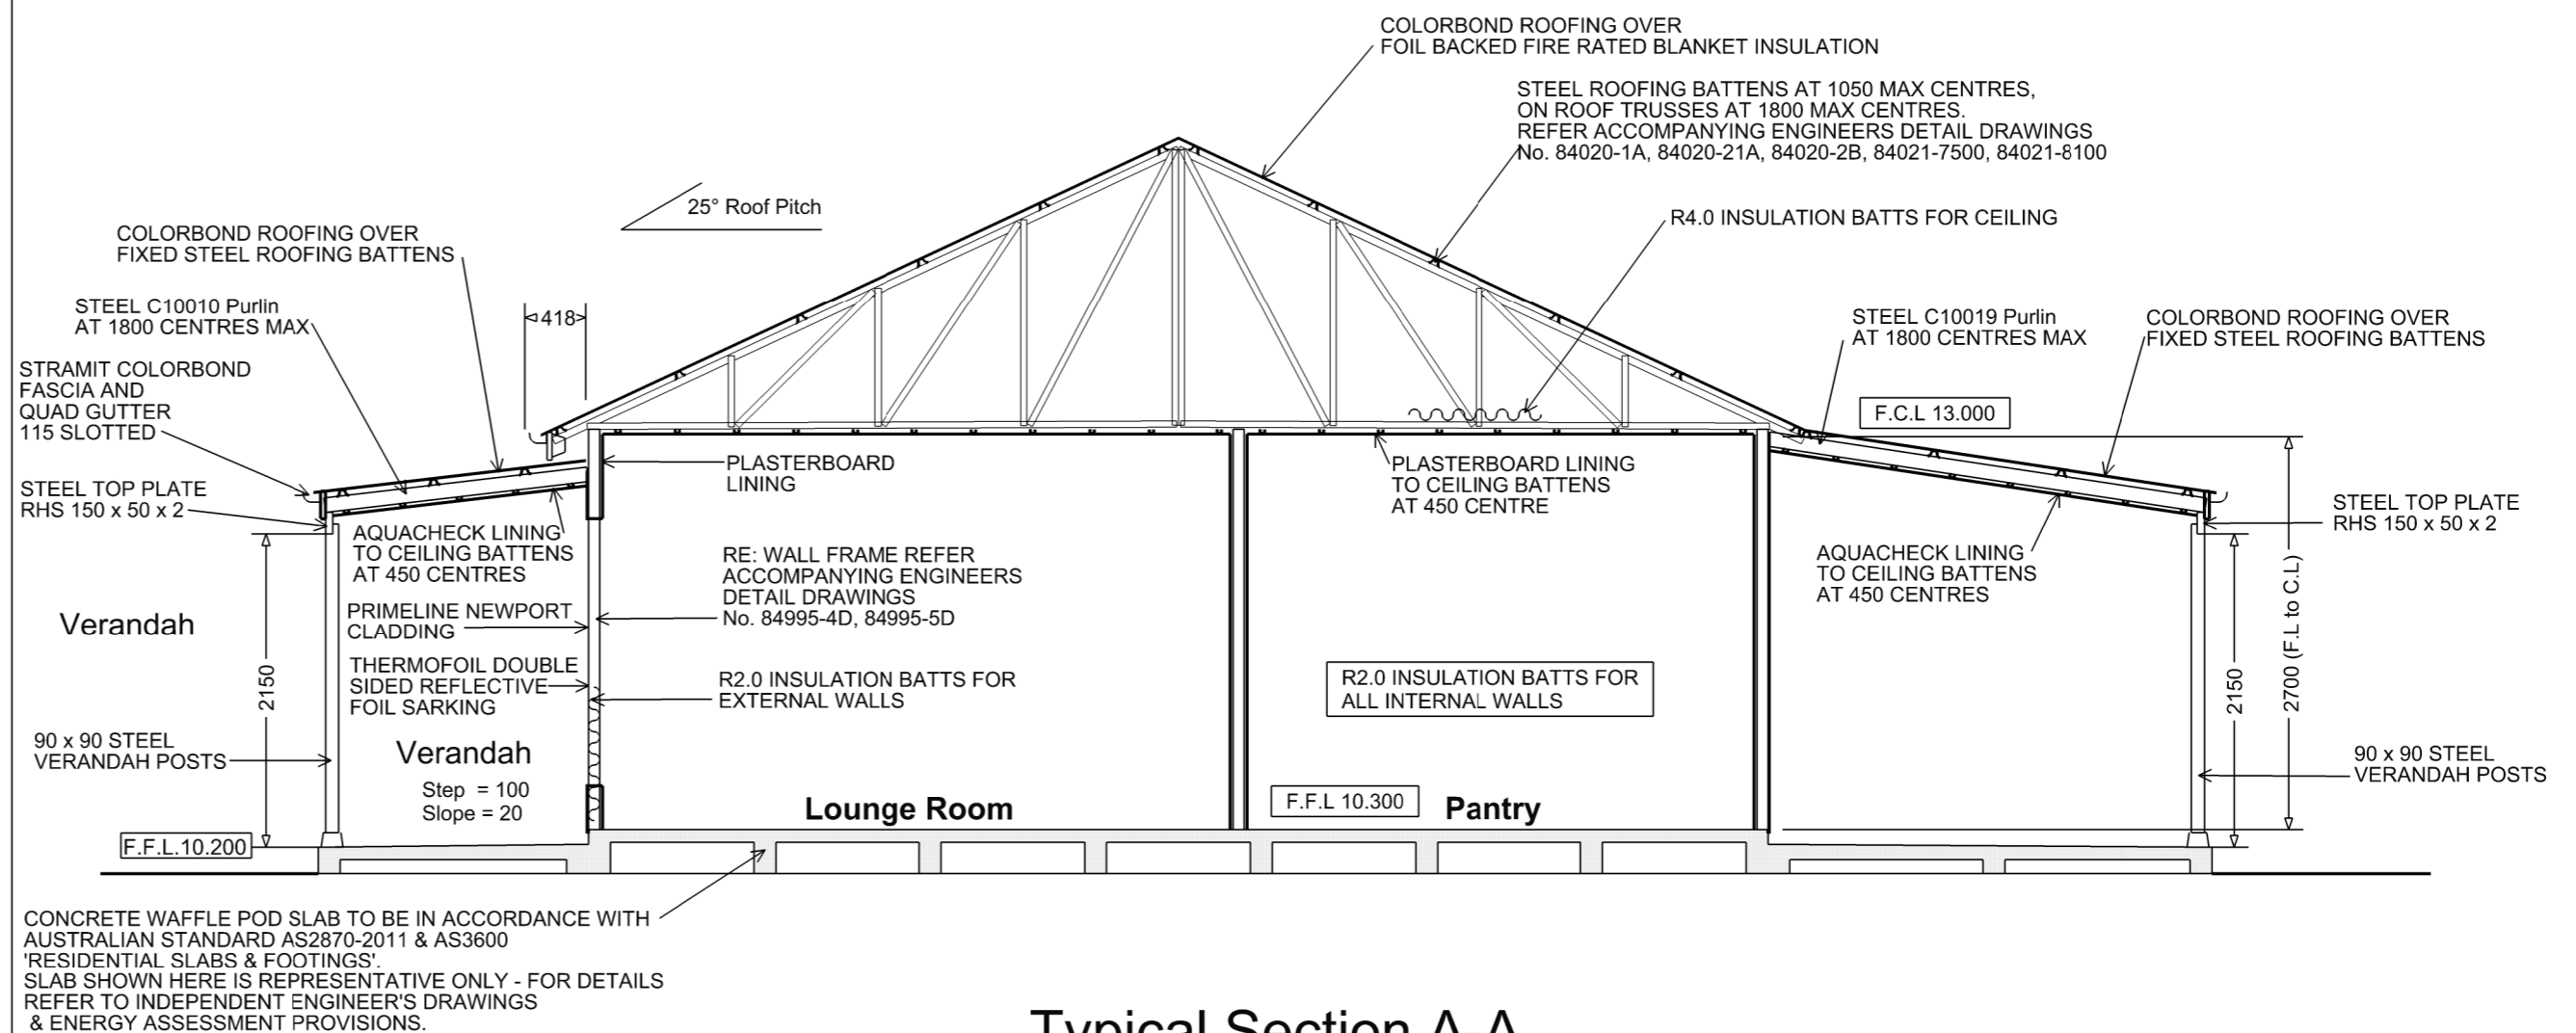 COLORBOND ROOFING OVER
FOIL BACKED FIRE RATED BLANKET INSULATION
STEEL ROOFING BATTENS AT 1050 MAX CENTRES,
ON ROOF TRUSSES AT 1800 MAX CENTRES.
REFER ACCOMPANYING ENGINEERS DETAIL DRAWINGS
No. 84020-1A, 84020-21A, 84020-2B, 84021-7500, 84021-8100
25° Roof Pitch
R4.0 INSULATION BATTS FOR CEILING
COLORBOND ROOFING OVER
FIXED STEEL ROOFING BATTENS
STEEL C10010 Purlin
AT 1800 CENTRES MAX
418
STEEL C10019 Purlin
AT 1800 CENTRES MAX
COLORBOND ROOFING OVER
FIXED STEEL ROOFING BATTENS
STRAMIT COLORBOND
FASCIA AND
QUAD GUTTER
115 SLOTTED
F.C.L 13.000
PLASTERBOARD
LINING
PLASTERBOARD LINING
TO CEILING BATTENS
AT 450 CENTRE
STEEL TOP PLATE
RHS 150 x 50 x 2
STEEL TOP PLATE
RHS 150 x 50 x 2
AQUACHECK LINING
TO CEILING BATTENS
AT 450 CENTRES
RE: WALL FRAME REFER
ACCOMPANYING ENGINEERS
DETAIL DRAWINGS
No. 84995-4D, 84995-5D
AQUACHECK LINING
TO CEILING BATTENS
AT 450 CENTRES
Verandah
PRIMELINE NEWPORT
CLADDING
2150
THERMOFOIL DOUBLE
SIDED REFLECTIVE
FOIL SARKING
R2.0 INSULATION BATTS FOR
EXTERNAL WALLS
R2.0 INSULATION BATTS FOR
ALL INTERNAL WALLS
2150
2700 (F.L to C.L)
90 x 90 STEEL
VERANDAH POSTS
Verandah
Step = 100
Slope = 20
90 x 90 STEEL
VERANDAH POSTS
Lounge Room
F.F.L 10.300
Pantry
F.F.L.10.200
CONCRETE WAFFLE POD SLAB TO BE IN ACCORDANCE WITH
AUSTRALIAN STANDARD AS2870-2011 & AS3600
'RESIDENTIAL SLABS & FOOTINGS'.
SLAB SHOWN HERE IS REPRESENTATIVE ONLY - FOR DETAILS
REFER TO INDEPENDENT ENGINEER'S DRAWINGS
& ENERGY ASSESSMENT PROVISIONS.
Typical Section A-A